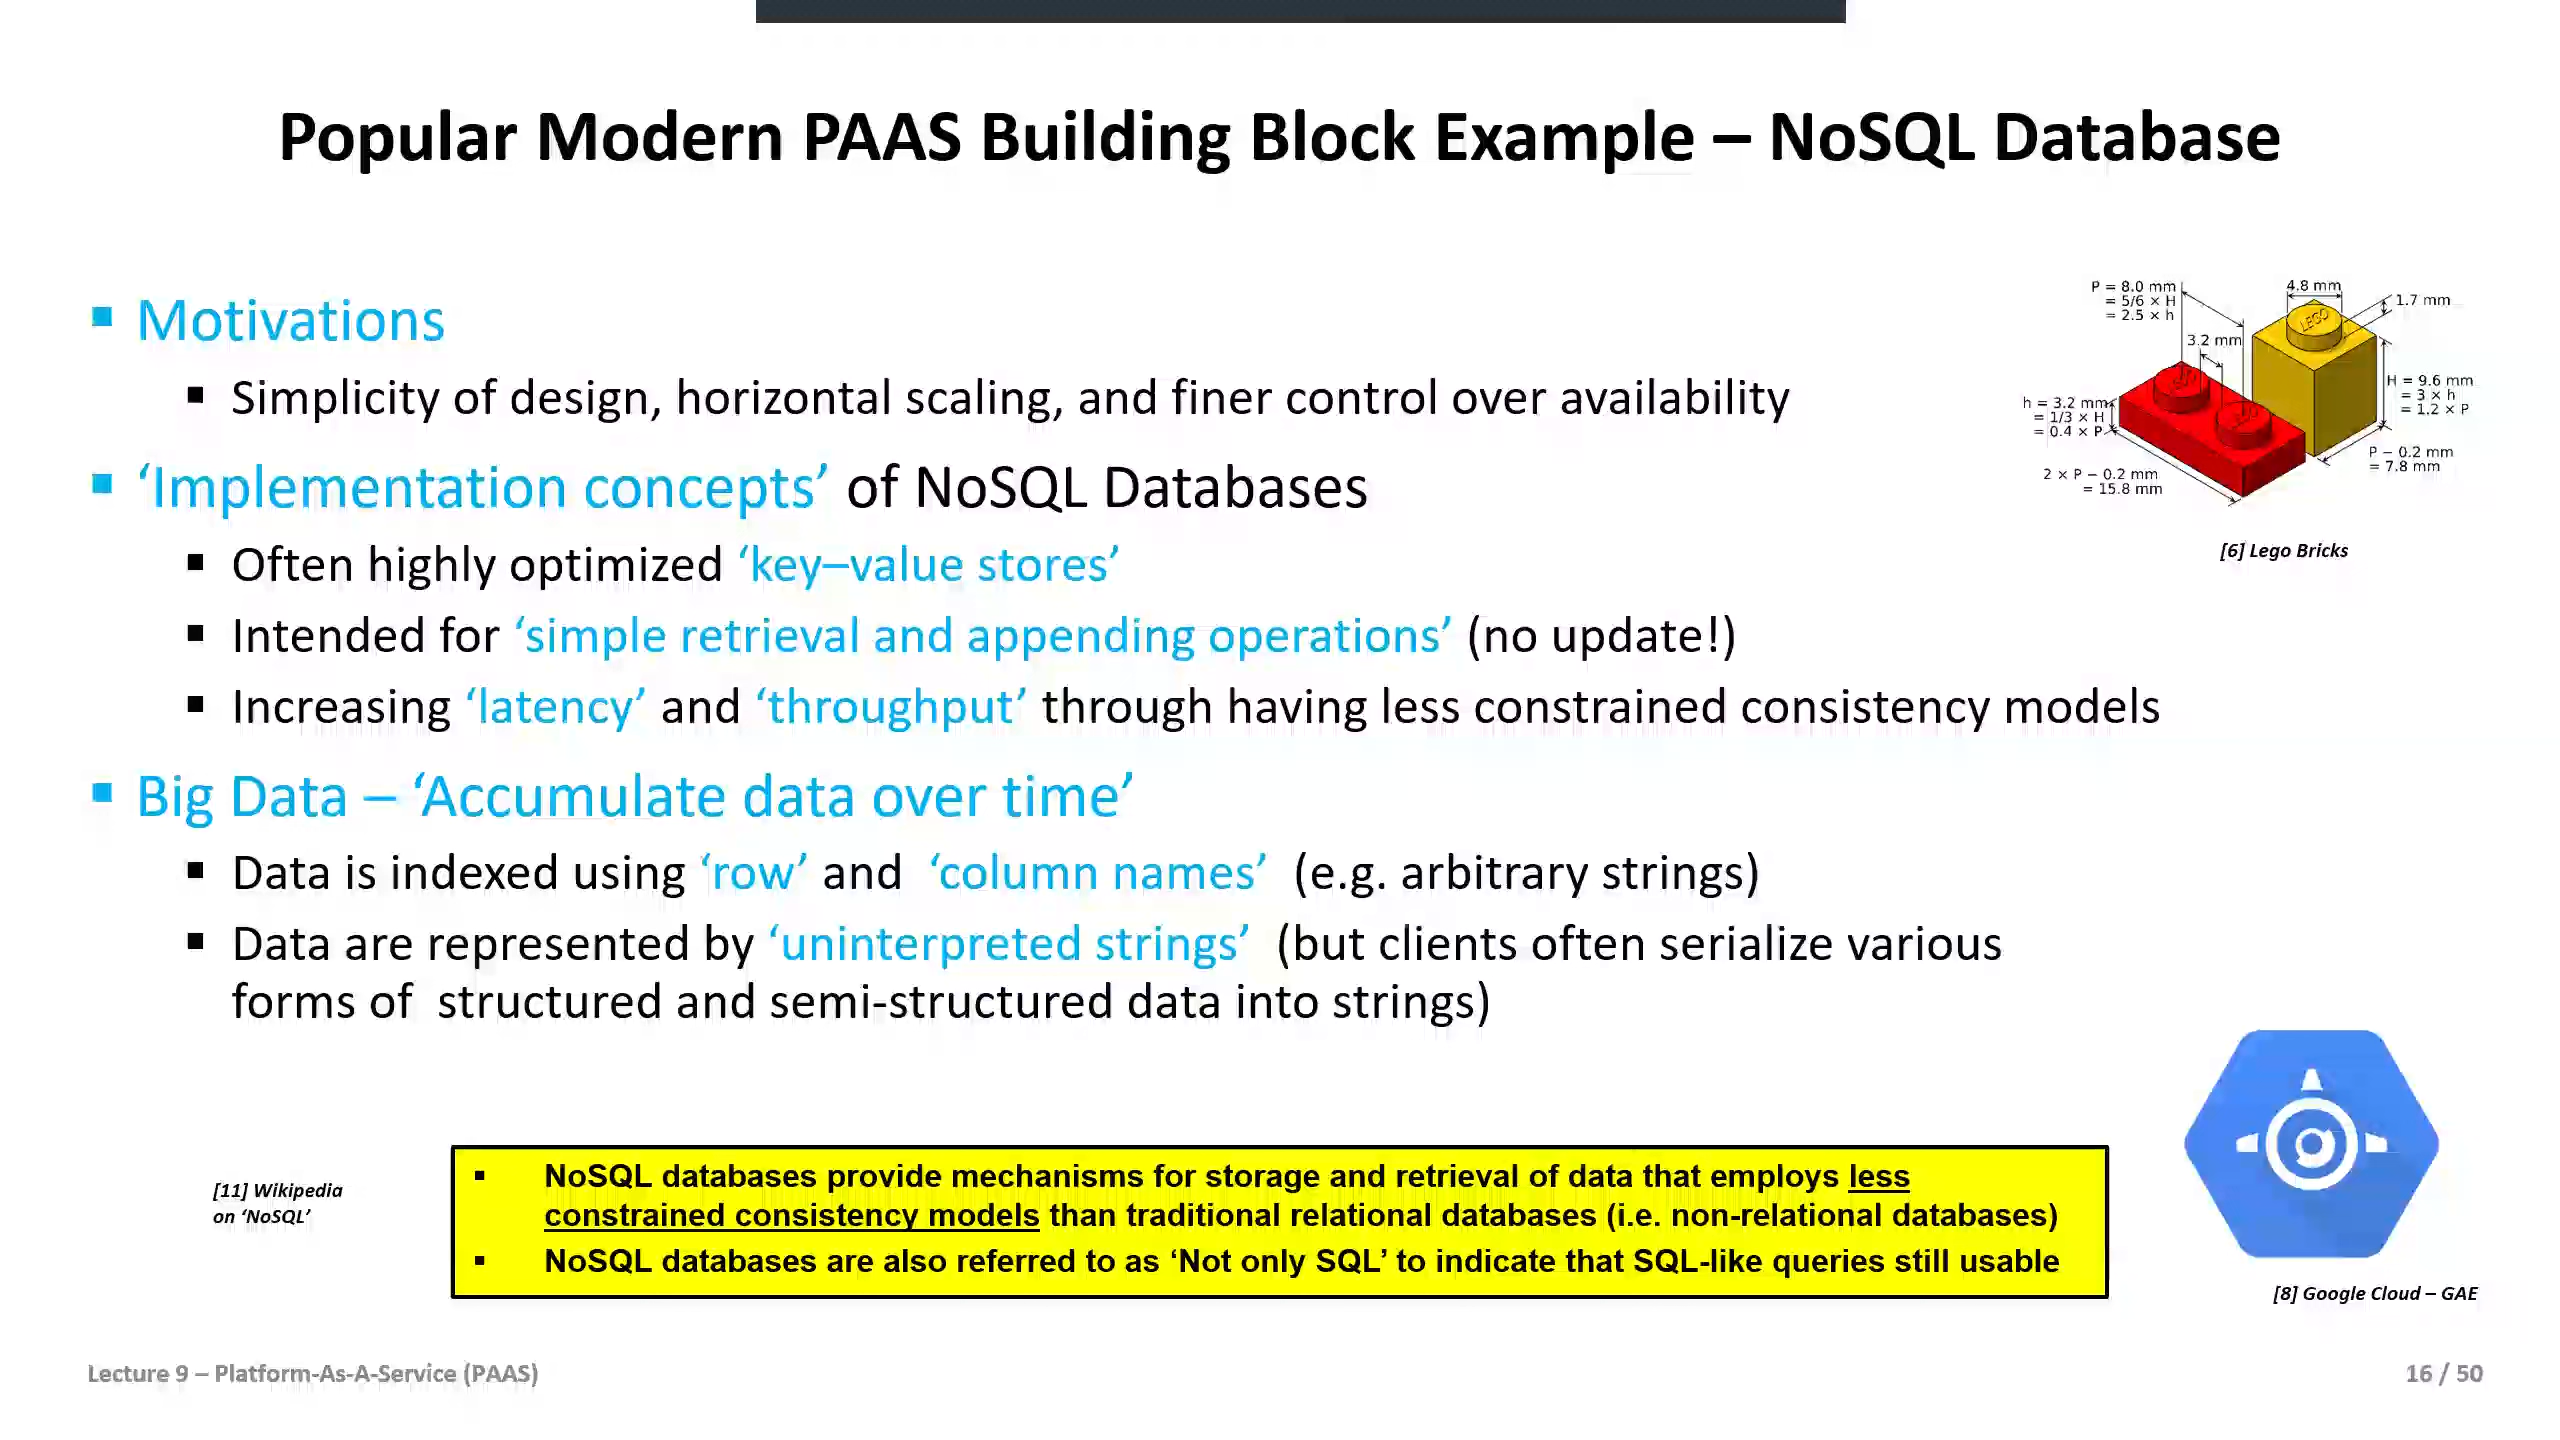 Popular Modern PAAS Building Block Example – NoSQL Database
Motivations
Simplicity of design, horizontal scaling, and finer control over availability
‘Implementation concepts’ of NoSQL Databases
Often highly optimized ‘key–value stores’
Intended for ‘simple retrieval and appending operations’ (no update!)
Increasing ‘latency’ and ‘throughput’ through having less constrained consistency models
Big Data – ‘Accumulate data over time’
Data is indexed using ‘row’ and ‘column names’ (e.g. arbitrary strings)
Data are represented by ‘uninterpreted strings’ (but clients often serialize various
forms of structured and semi-structured data into strings)
P = 8.0 mm
= 5/6 × H
= 2.5 × h
4.8 mm
1.7 mm
3.2 mm
LEGO
h = 3.2 mm
= 1/3 × H
= 0.4 × P
H = 9.6 mm
= 3 × h
= 1.2 × P
P − 0.2 mm
= 7.8 mm
2 × P − 0.2 mm
= 15.8 mm
[6] Lego Bricks
[11] Wikipedia
on ‘NoSQL’
NoSQL databases provide mechanisms for storage and retrieval of data that employs less
constrained consistency models than traditional relational databases (i.e. non-relational databases)
NoSQL databases are also referred to as ‘Not only SQL’ to indicate that SQL-like queries still usable
[8] Google Cloud – GAE
Lecture 9 – Platform-As-A-Service (PAAS)
16 / 50